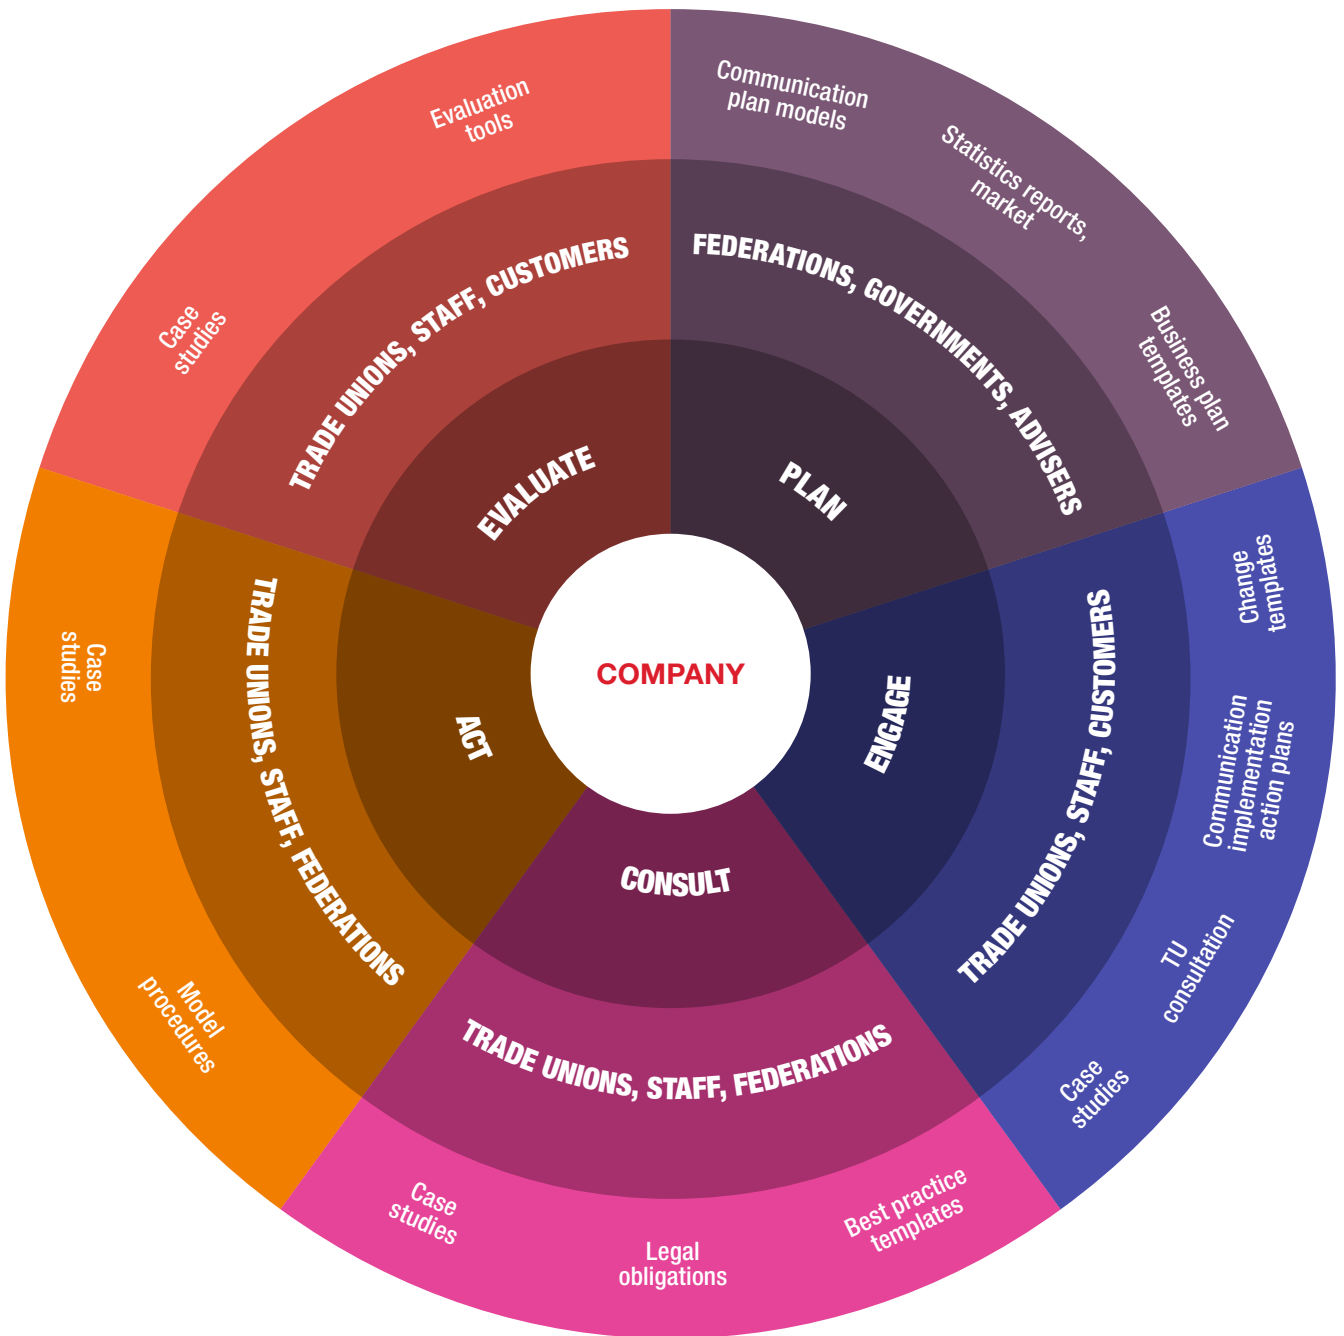 COMPANY
PLAN
FEDERATIONS, GOVERNMENTS, ADVISERS
Communication
plan models
Statistics reports,
market
Business plan
templates
ENGAGE
TRADE UNIONS, STAFF, CUSTOMERS
Change
templates
Communication
implementation
action plans
TU
consultation
Case
studies
CONSULT
TRADE UNIONS, STAFF, FEDERATIONS
Best practice
templates
Legal
obligations
Case
studies
ACT
TRADE UNIONS, STAFF, FEDERATIONS
Model
procedures
Case
studies
EVALUATE
TRADE UNIONS, STAFF, CUSTOMERS
Case
studies
Evaluation
tools